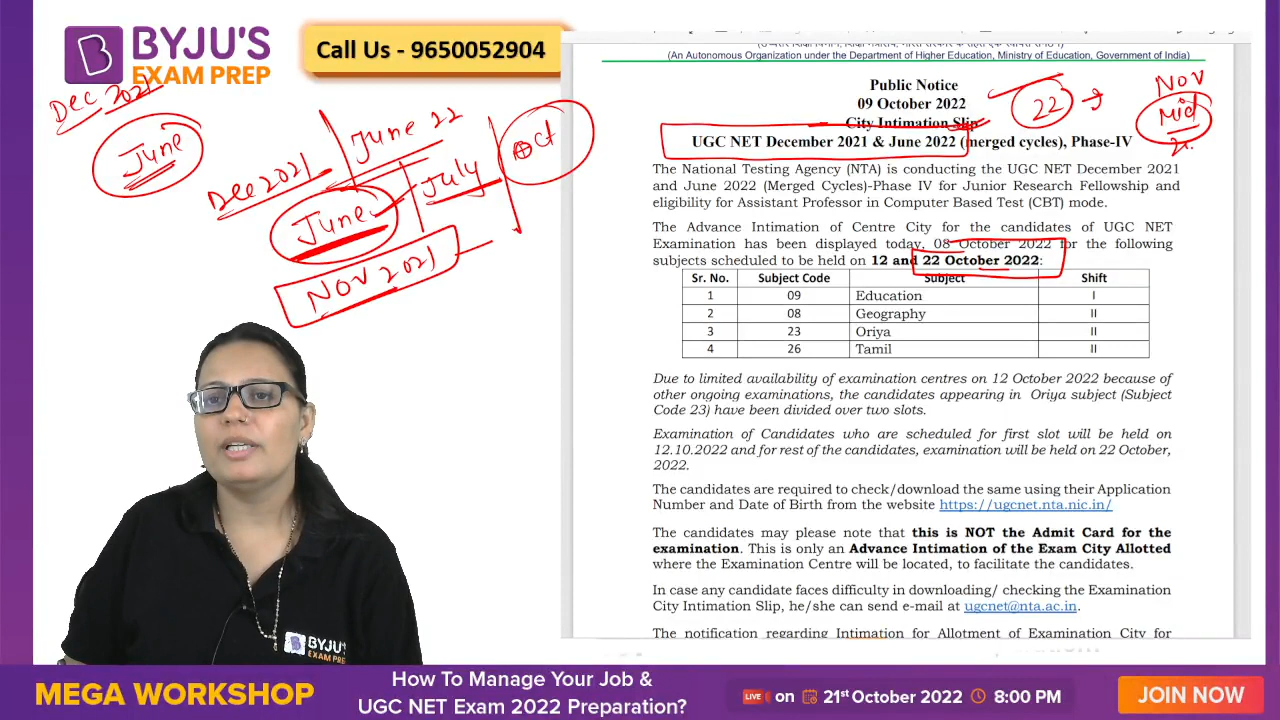 BYJU'S
EXAM PREP
Call Us - 9650052904
Dec 2021
June
Dec 2021
June 22
June
July
Oct
Nov 2021
22
Nov
Mid
(An Autonomous Organization under the Department of Higher Education, Ministry of Education, Government of India)
Public Notice
09 October 2022
City Intimation Slip
UGC NET December 2021 & June 2022 (merged cycles), Phase-IV
The National Testing Agency (NTA) is conducting the UGC NET December 2021
and June 2022 (Merged Cycles)-Phase IV for Junior Research Fellowship and
eligibility for Assistant Professor in Computer Based Test (CBT) mode.
The Advance Intimation of Centre City for the candidates of UGC NET
Examination has been displayed today, 08 October 2022 for the following
subjects scheduled to be held on 12 and 22 October 2022:
Sr. No. Subject Code Subject Shift
1 09 Education I
2 08 Geography II
3 23 Oriya II
4 26 Tamil II
Due to limited availability of examination centres on 12 October 2022 because of
other ongoing examinations, the candidates appearing in Oriya subject (Subject
Code 23) have been divided over two slots.
Examination of Candidates who are scheduled for first slot will be held on
12.10.2022 and for rest of the candidates, examination will be held on 22 October,
2022.
The candidates are required to check/download the same using their Application
Number and Date of Birth from the website https://ugcnet.nta.nic.in/
The candidates may please note that this is NOT the Admit Card for the
examination. This is only an Advance Intimation of the Exam City Allotted
where the Examination Centre will be located, to facilitate the candidates.
In case any candidate faces difficulty in downloading/ checking the Examination
City Intimation Slip, he/she can send e-mail at ugcnet@nta.ac.in.
The notification regarding Intimation for Allotment of Examination City for
BYJU'S
EXAM PREP
MEGA WORKSHOP
How To Manage Your Job &
UGC NET Exam 2022 Preparation?
LIVE on 21st October 2022 8:00 PM
JOIN NOW